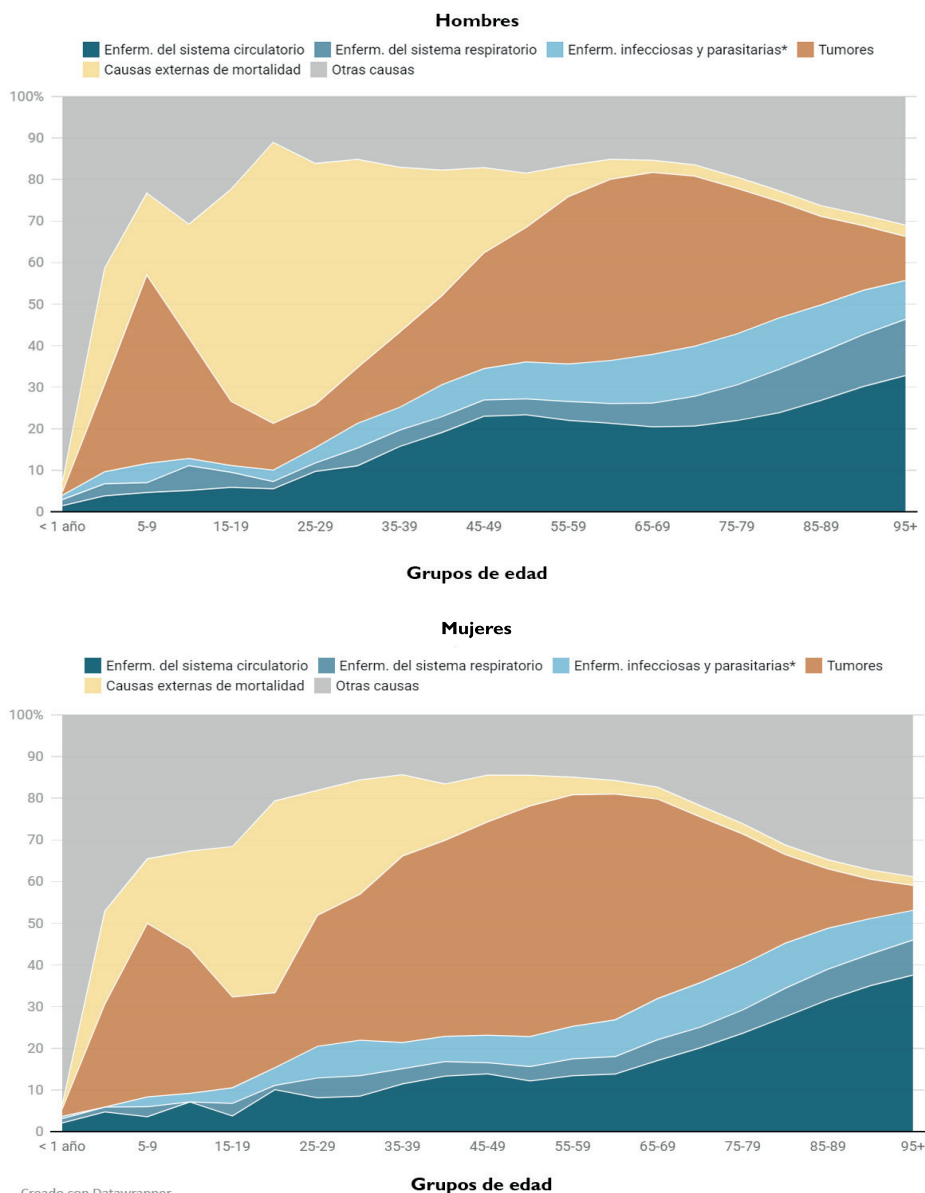 Hombres
Enferm. del sistema circulatorio Enferm. del sistema respiratorio Enferm. infecciosas y parasitarias* Tumores
Causas externas de mortalidad Otras causas
100%
90
80
70
60
50
40
30
20
10
0
< 1 año 5-9 15-19 25-29 35-39 45-49 55-59 65-69 75-79 85-89 95+
Grupos de edad
Mujeres
Enferm. del sistema circulatorio Enferm. del sistema respiratorio Enferm. infecciosas y parasitarias* Tumores
Causas externas de mortalidad Otras causas
100%
90
80
70
60
50
40
30
20
10
0
< 1 año 5-9 15-19 25-29 35-39 45-49 55-59 65-69 75-79 85-89 95+
Grupos de edad
Creado con Datawrapper